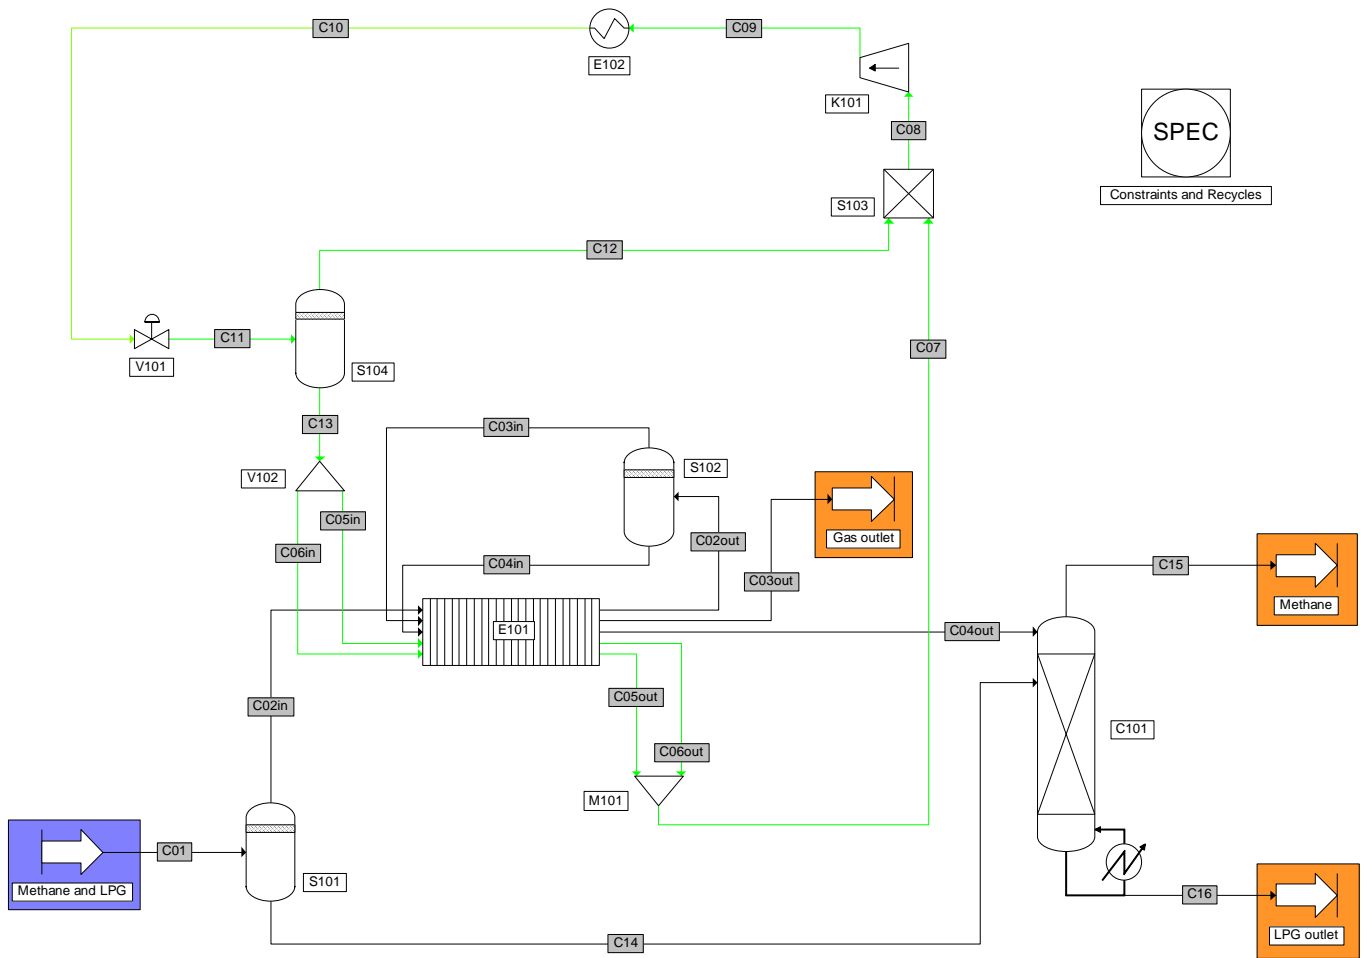 C10
C09
E102
K101
C08
SPEC
Constraints and Recycles
S103
C12
C11
V101
S104
C07
C13
C03in
V102
S102
C05in
C06in
C02out
Gas outlet
C04in
C03out
C15
Methane
E101
C04out
C02in
C05out
C06out
C101
M101
C01
Methane and LPG
S101
C16
LPG outlet
C14